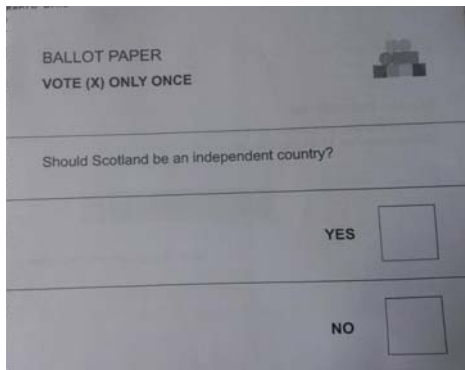 BALLOT PAPER
VOTE (X) ONLY ONCE
Should Scotland be an independent country?
YES
NO